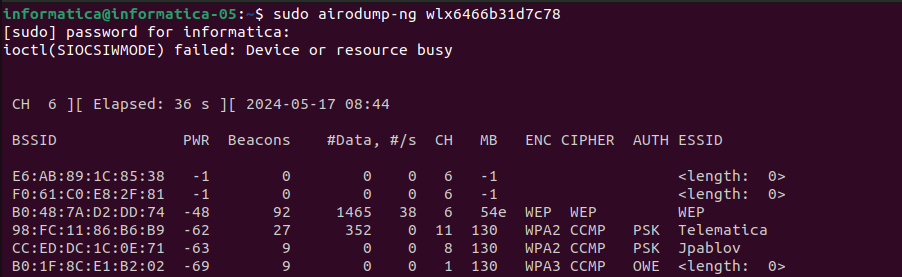 informatica@informatica-05:~$ sudo airodump-ng wlx6466b31d7c78
[sudo] password for informatica:
ioctl(SIOCSIWMODE) failed: Device or resource busy
CH  6 ][ Elapsed: 36 s ][ 2024-05-17 08:44
BSSID              PWR  Beacons    #Data, #/s  CH   MB   ENC CIPHER  AUTH ESSID
E6:AB:89:1C:85:38   -1        0        0    0   6   -1                    <length:  0>
F0:61:C0:E8:2F:81   -1        0        0    0   6   -1                    <length:  0>
B0:48:7A:D2:DD:74  -48       92     1465   38   6   54e  WEP  WEP         WEP
98:FC:11:86:B6:B9  -62       27      352    0  11  130   WPA2 CCMP   PSK  Telematica
CC:ED:DC:1C:0E:71  -63        9        0    0   8  130   WPA2 CCMP   PSK  Jpablov
B0:1F:8C:E1:B2:02  -69        9        0    0   1  130   WPA3 CCMP   OWE  <length:  0>